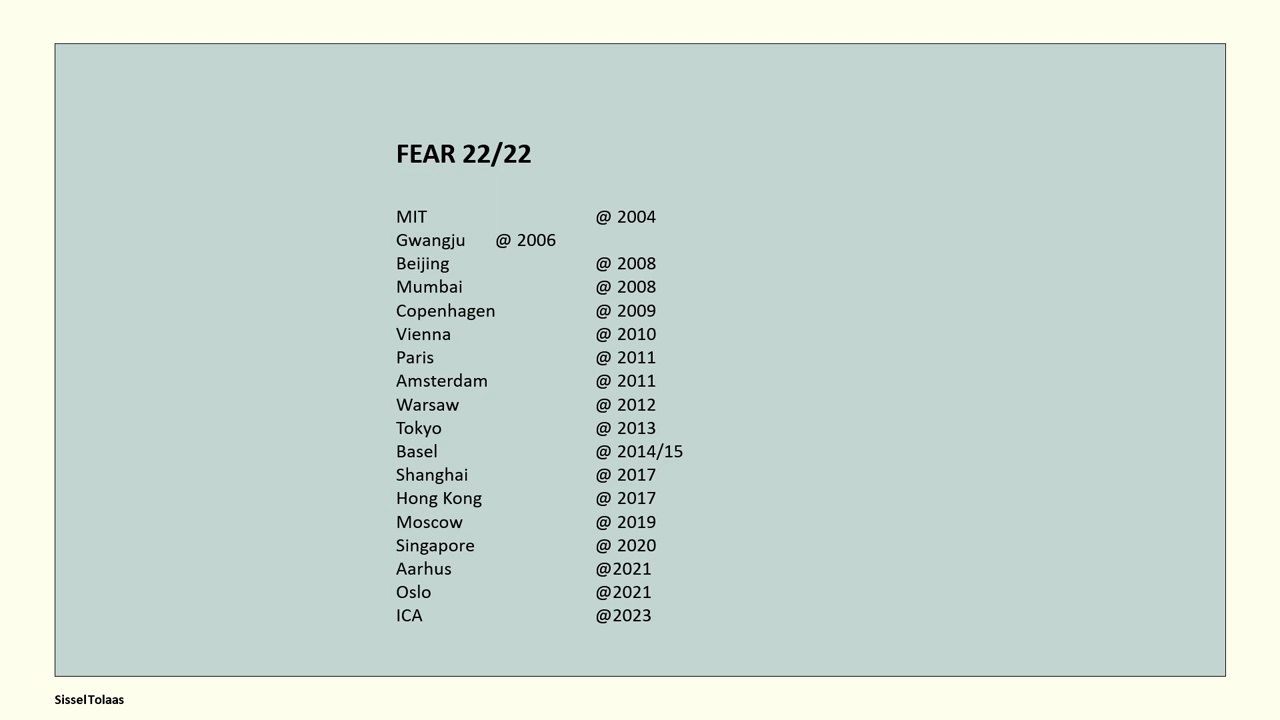 FEAR 22/22
MIT @ 2004
Gwangju @ 2006
Beijing @ 2008
Mumbai @ 2008
Copenhagen @ 2009
Vienna @ 2010
Paris @ 2011
Amsterdam @ 2011
Warsaw @ 2012
Tokyo @ 2013
Basel @ 2014/15
Shanghai @ 2017
Hong Kong @ 2017
Moscow @ 2019
Singapore @ 2020
Aarhus @2021
Oslo @2021
ICA @2023
Sissel Tolaas